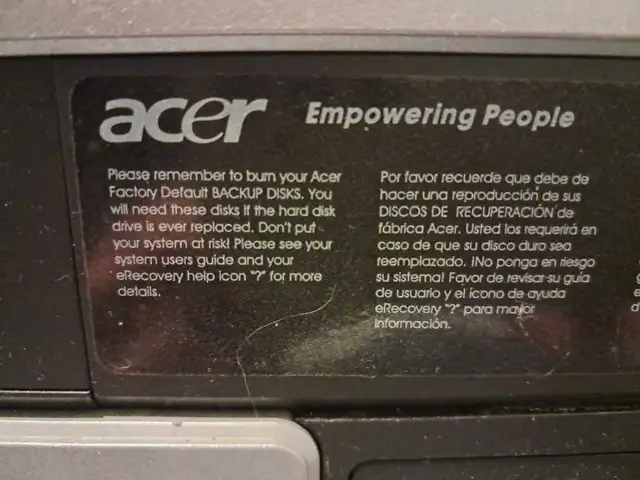 acer Empowering People
Please remember to burn your Acer
Factory Default BACKUP DISKS. You
will need these disks if the hard disk
drive is ever replaced. Don't put
your system at risk! Please see your
system users guide and your
eRecovery help icon "?" for more
details.
Por favor recuerde que debe de
hacer una reproducción de sus
DISCOS DE RECUPERACIÓN de
fábrica Acer. Usted los requerirá en
caso de que su disco duro sea
reemplazado. ¡No ponga en riesgo
su sistema! Favor de revisar su guía
de usuario y el ícono de ayuda
eRecovery "?" para mayor
información.